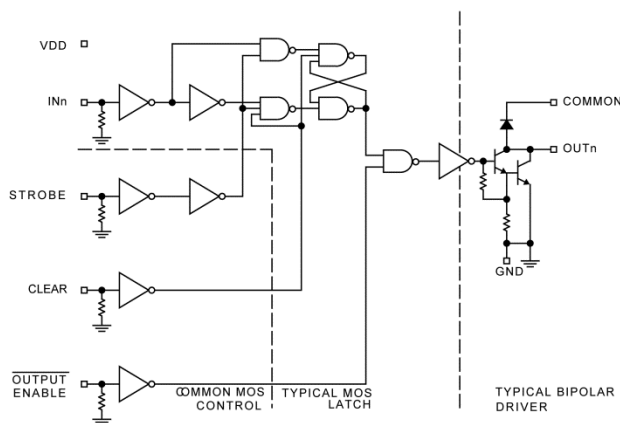 VDD
INn
COMMON
OUTn
STROBE
GND
CLEAR
OUTPUT
ENABLE
COMMON MOS
CONTROL
TYPICAL MOS
LATCH
TYPICAL BIPOLAR
DRIVER